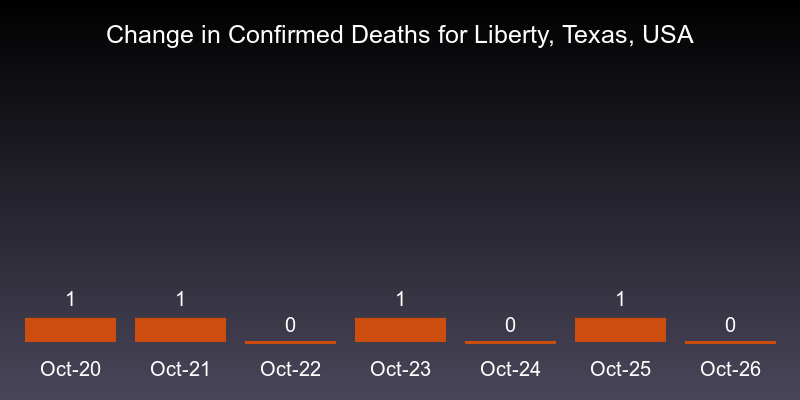 Change in Confirmed Deaths for Liberty, Texas, USA
1 1 0 1 0 1 0
Oct-20 Oct-21 Oct-22 Oct-23 Oct-24 Oct-25 Oct-26